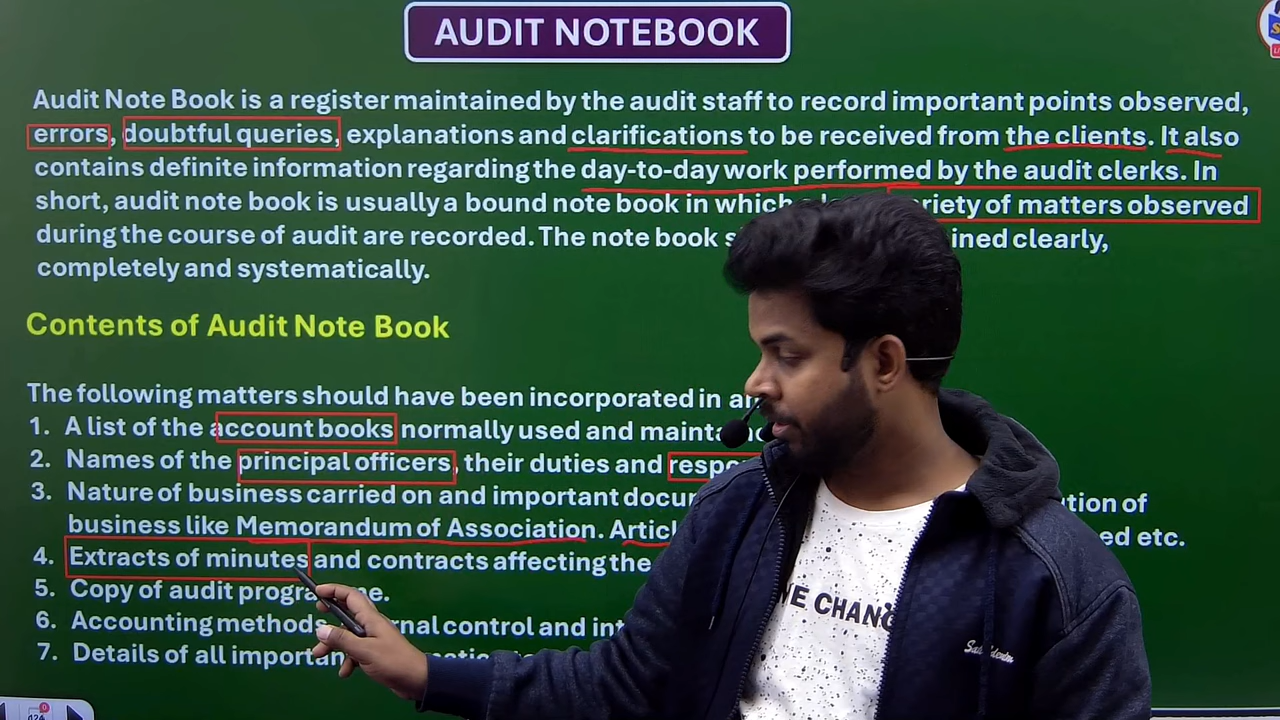 AUDIT NOTEBOOK
Audit Note Book is a register maintained by the audit staff to record important points observed,
errors, doubtful queries, explanations and clarifications to be received from the clients. It also
contains definite information regarding the day-to-day work performed by the audit clerks. In
short, audit note book is usually a bound note book in which of matters observed
during the course of audit are recorded. The note book clearly,
completely and systematically.
Contents of Audit Note Book
The following matters should have been incorporated in
1. A list of the account books normally used and
2. Names of the principal officers, their duties and
3. Nature of business carried on and important of
business like Memorandum of Association. etc.
4. Extracts of minutes and contracts affecting the
5. Copy of audit
6. Accounting methods control and
7. Details of all
CHANG